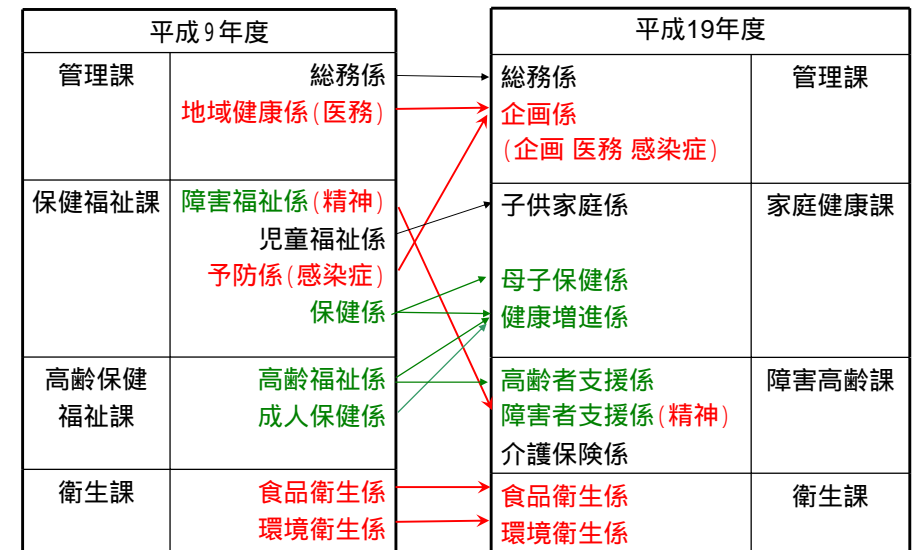 平成9年度
管理課
総務係
地域健康係(医務)
保健福祉課
障害福祉係(精神)
児童福祉係
予防係(感染症)
保健係
高齢保健
福祉課
高齢福祉係
成人保健係
衛生課
食品衛生係
環境衛生係
平成19年度
総務係
管理課
企画係
(企画 医務 感染症)
子供家庭係
家庭健康課
母子保健係
健康増進係
高齢者支援係
障害高齢課
障害者支援係(精神)
介護保険係
食品衛生係
衛生課
環境衛生係